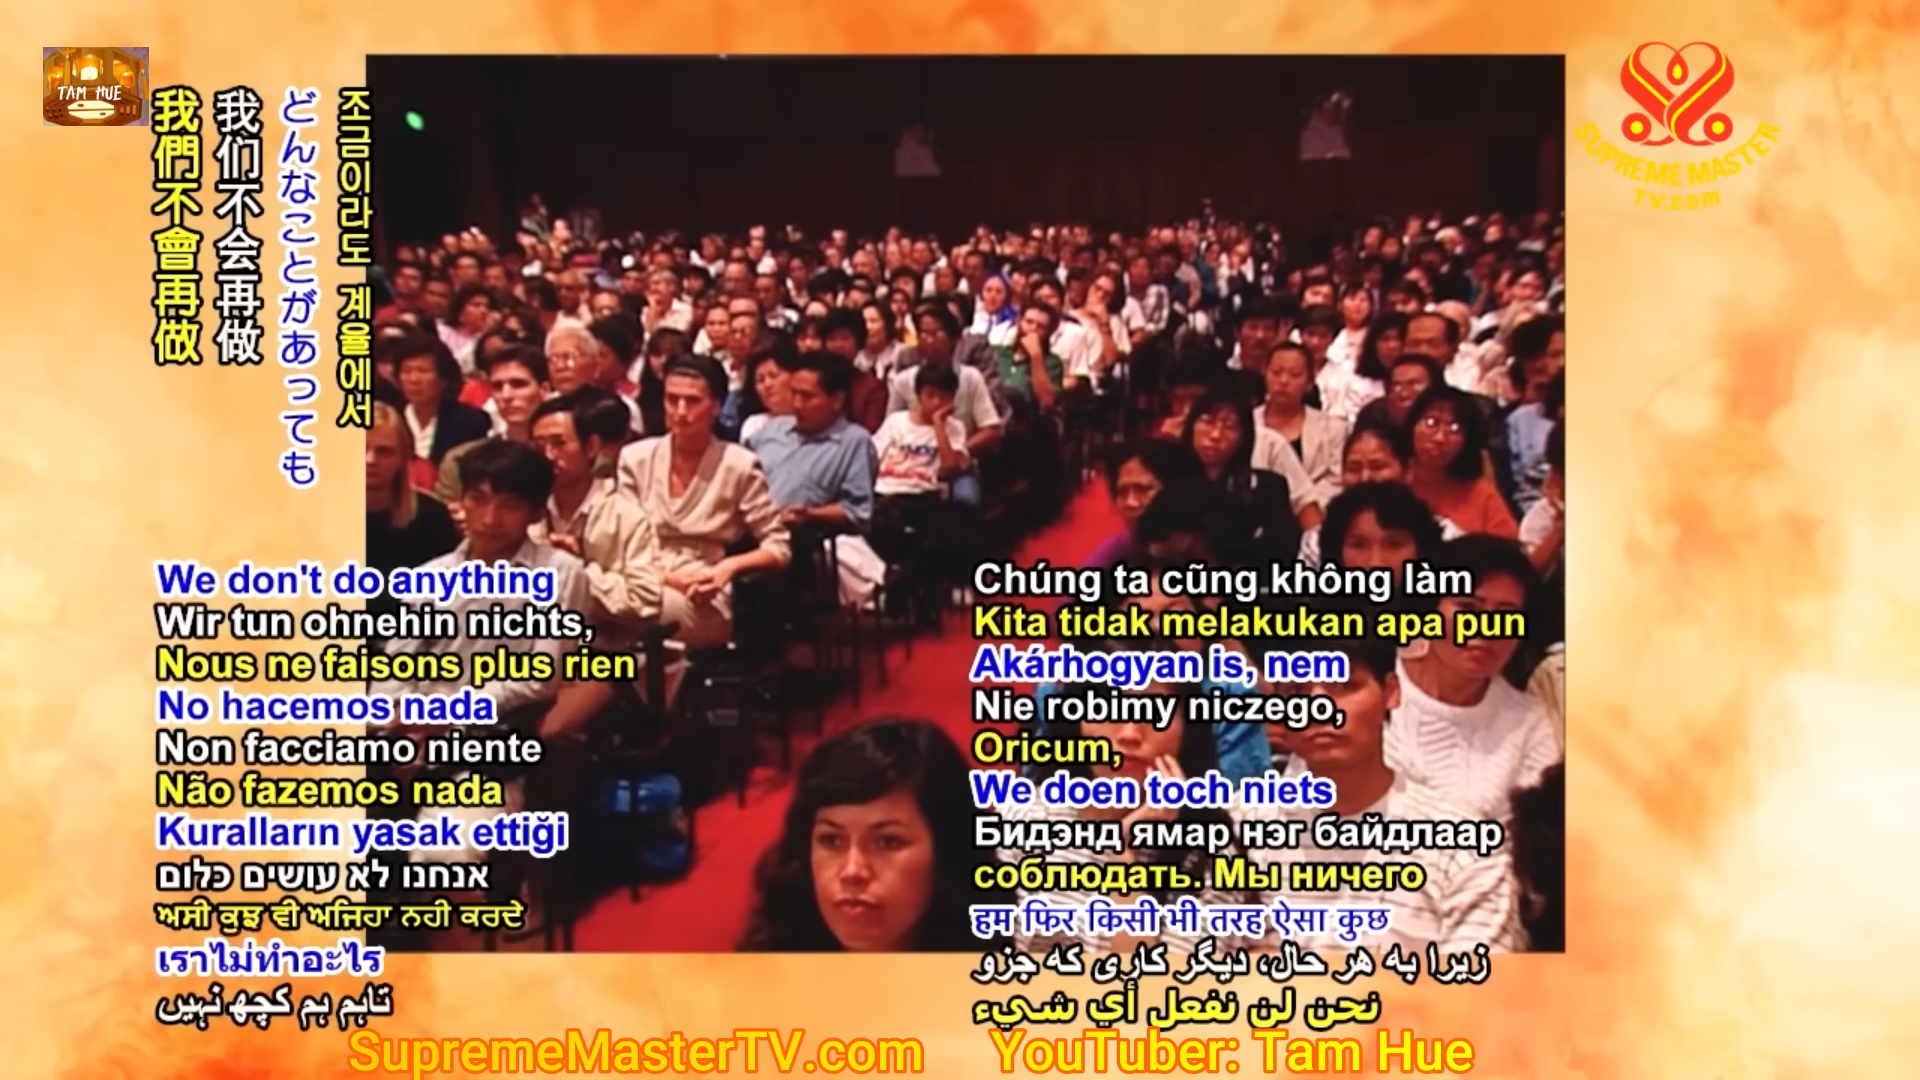 TAM HUE
我們不會再做
我们不会再做
どんなことがあっても
조금이라도 계율에서
SUPREME MASTER
TV.com
We don't do anything
Wir tun ohnehin nichts,
Nous ne faisons plus rien
No hacemos nada
Non facciamo niente
Não fazemos nada
Kuralların yasak ettiği
אנחנו לא עושים כלום
ਅਸੀ ਕੁਝ ਵੀ ਅਜਿਹਾ ਨਹੀ ਕਰਦੇ
เราไม่ทำอะไร
تاہم ہم کچھ نہیں
Chúng ta cũng không làm
Kita tidak melakukan apa pun
Akárhogyan is, nem
Nie robimy niczego,
Oricum,
We doen toch niets
Бидэнд ямар нэг байдлаар
соблюдать. Мы ничего
हम फिर किसी भी तरह ऐसा कुछ
زیرا به هر حال، دیگر کاری که جزو
نحن لن نفعل أي شيء
SupremeMasterTV.com YouTuber: Tam Hue